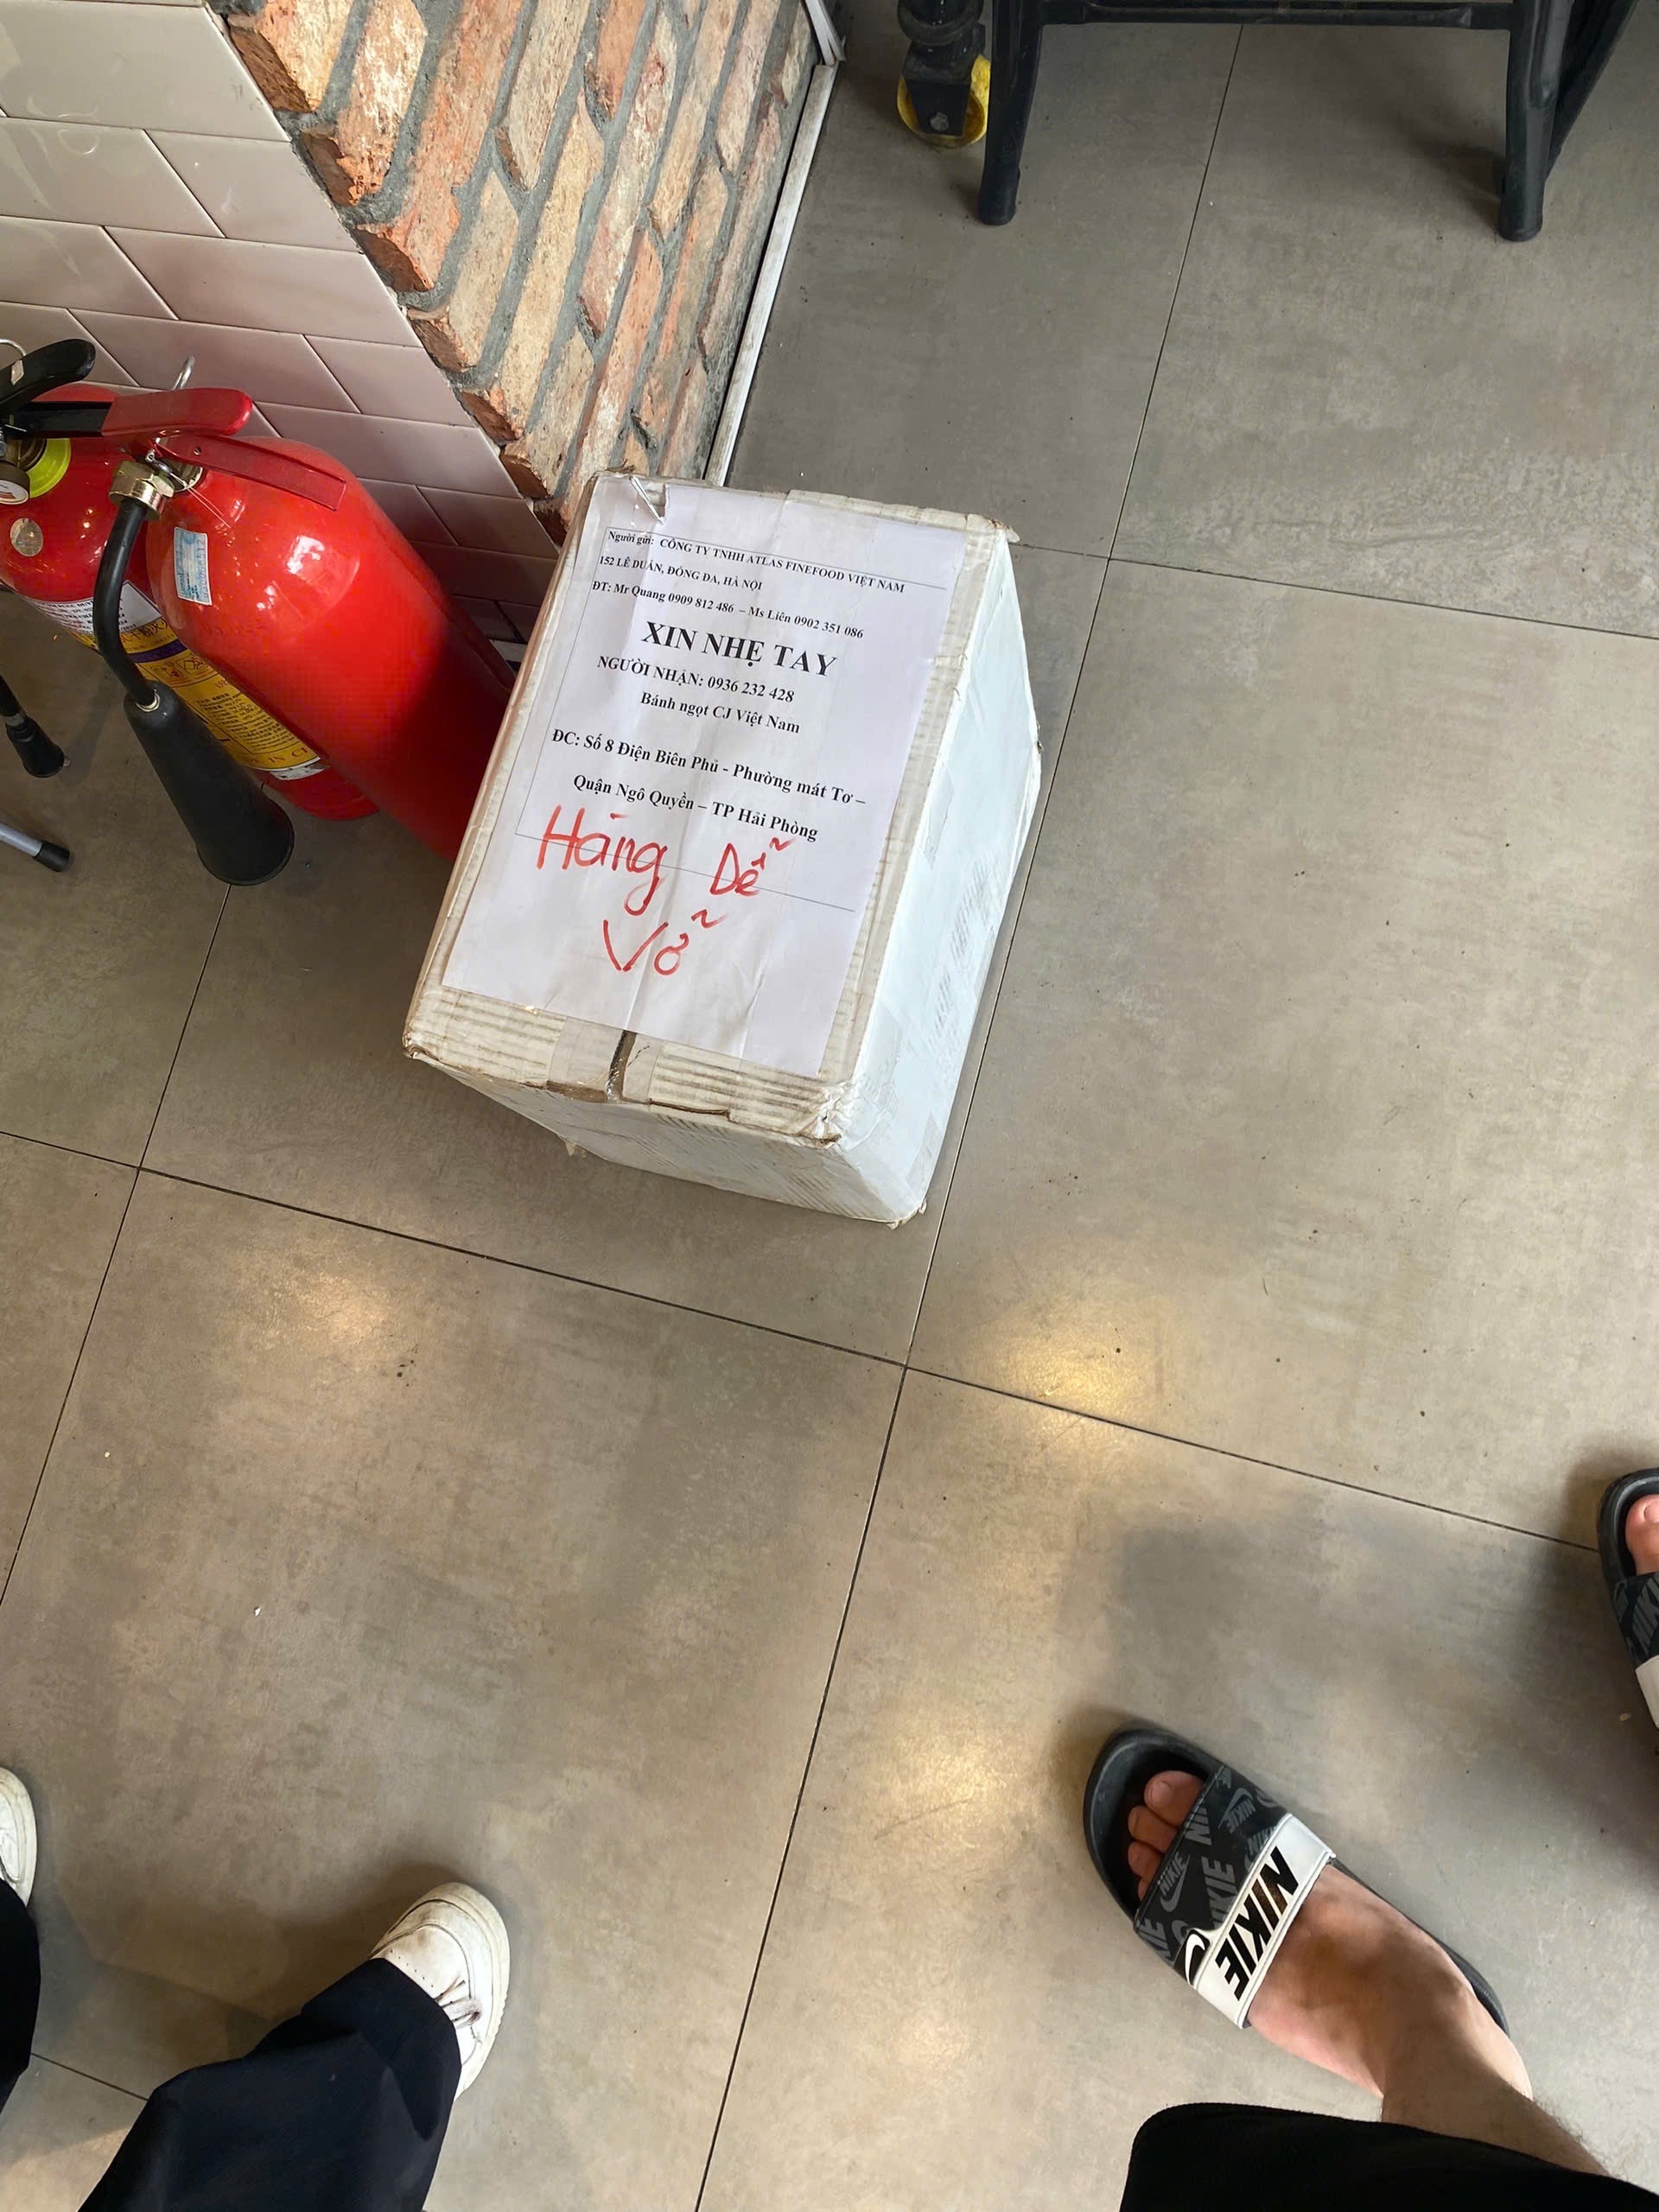 Người gửi: CÔNG TY TNHH ATLAS FINEFOOD VIỆT NAM
152 LÊ DUẨN, ĐỐNG ĐA, HÀ NỘI
ĐT: Mr Quang 0909 812 486 – Ms Liên 0902 351 086
XIN NHẸ TAY
NGƯỜI NHẬN: 0936 232 428
Bánh ngọt CJ Việt Nam
ĐC: Số 8 Điện Biên Phủ - Phường mát Tơ –
Quận Ngô Quyền – TP Hải Phòng
Hàng Dễ
Vỡ
NIKIE
NIKIE
NIKIE